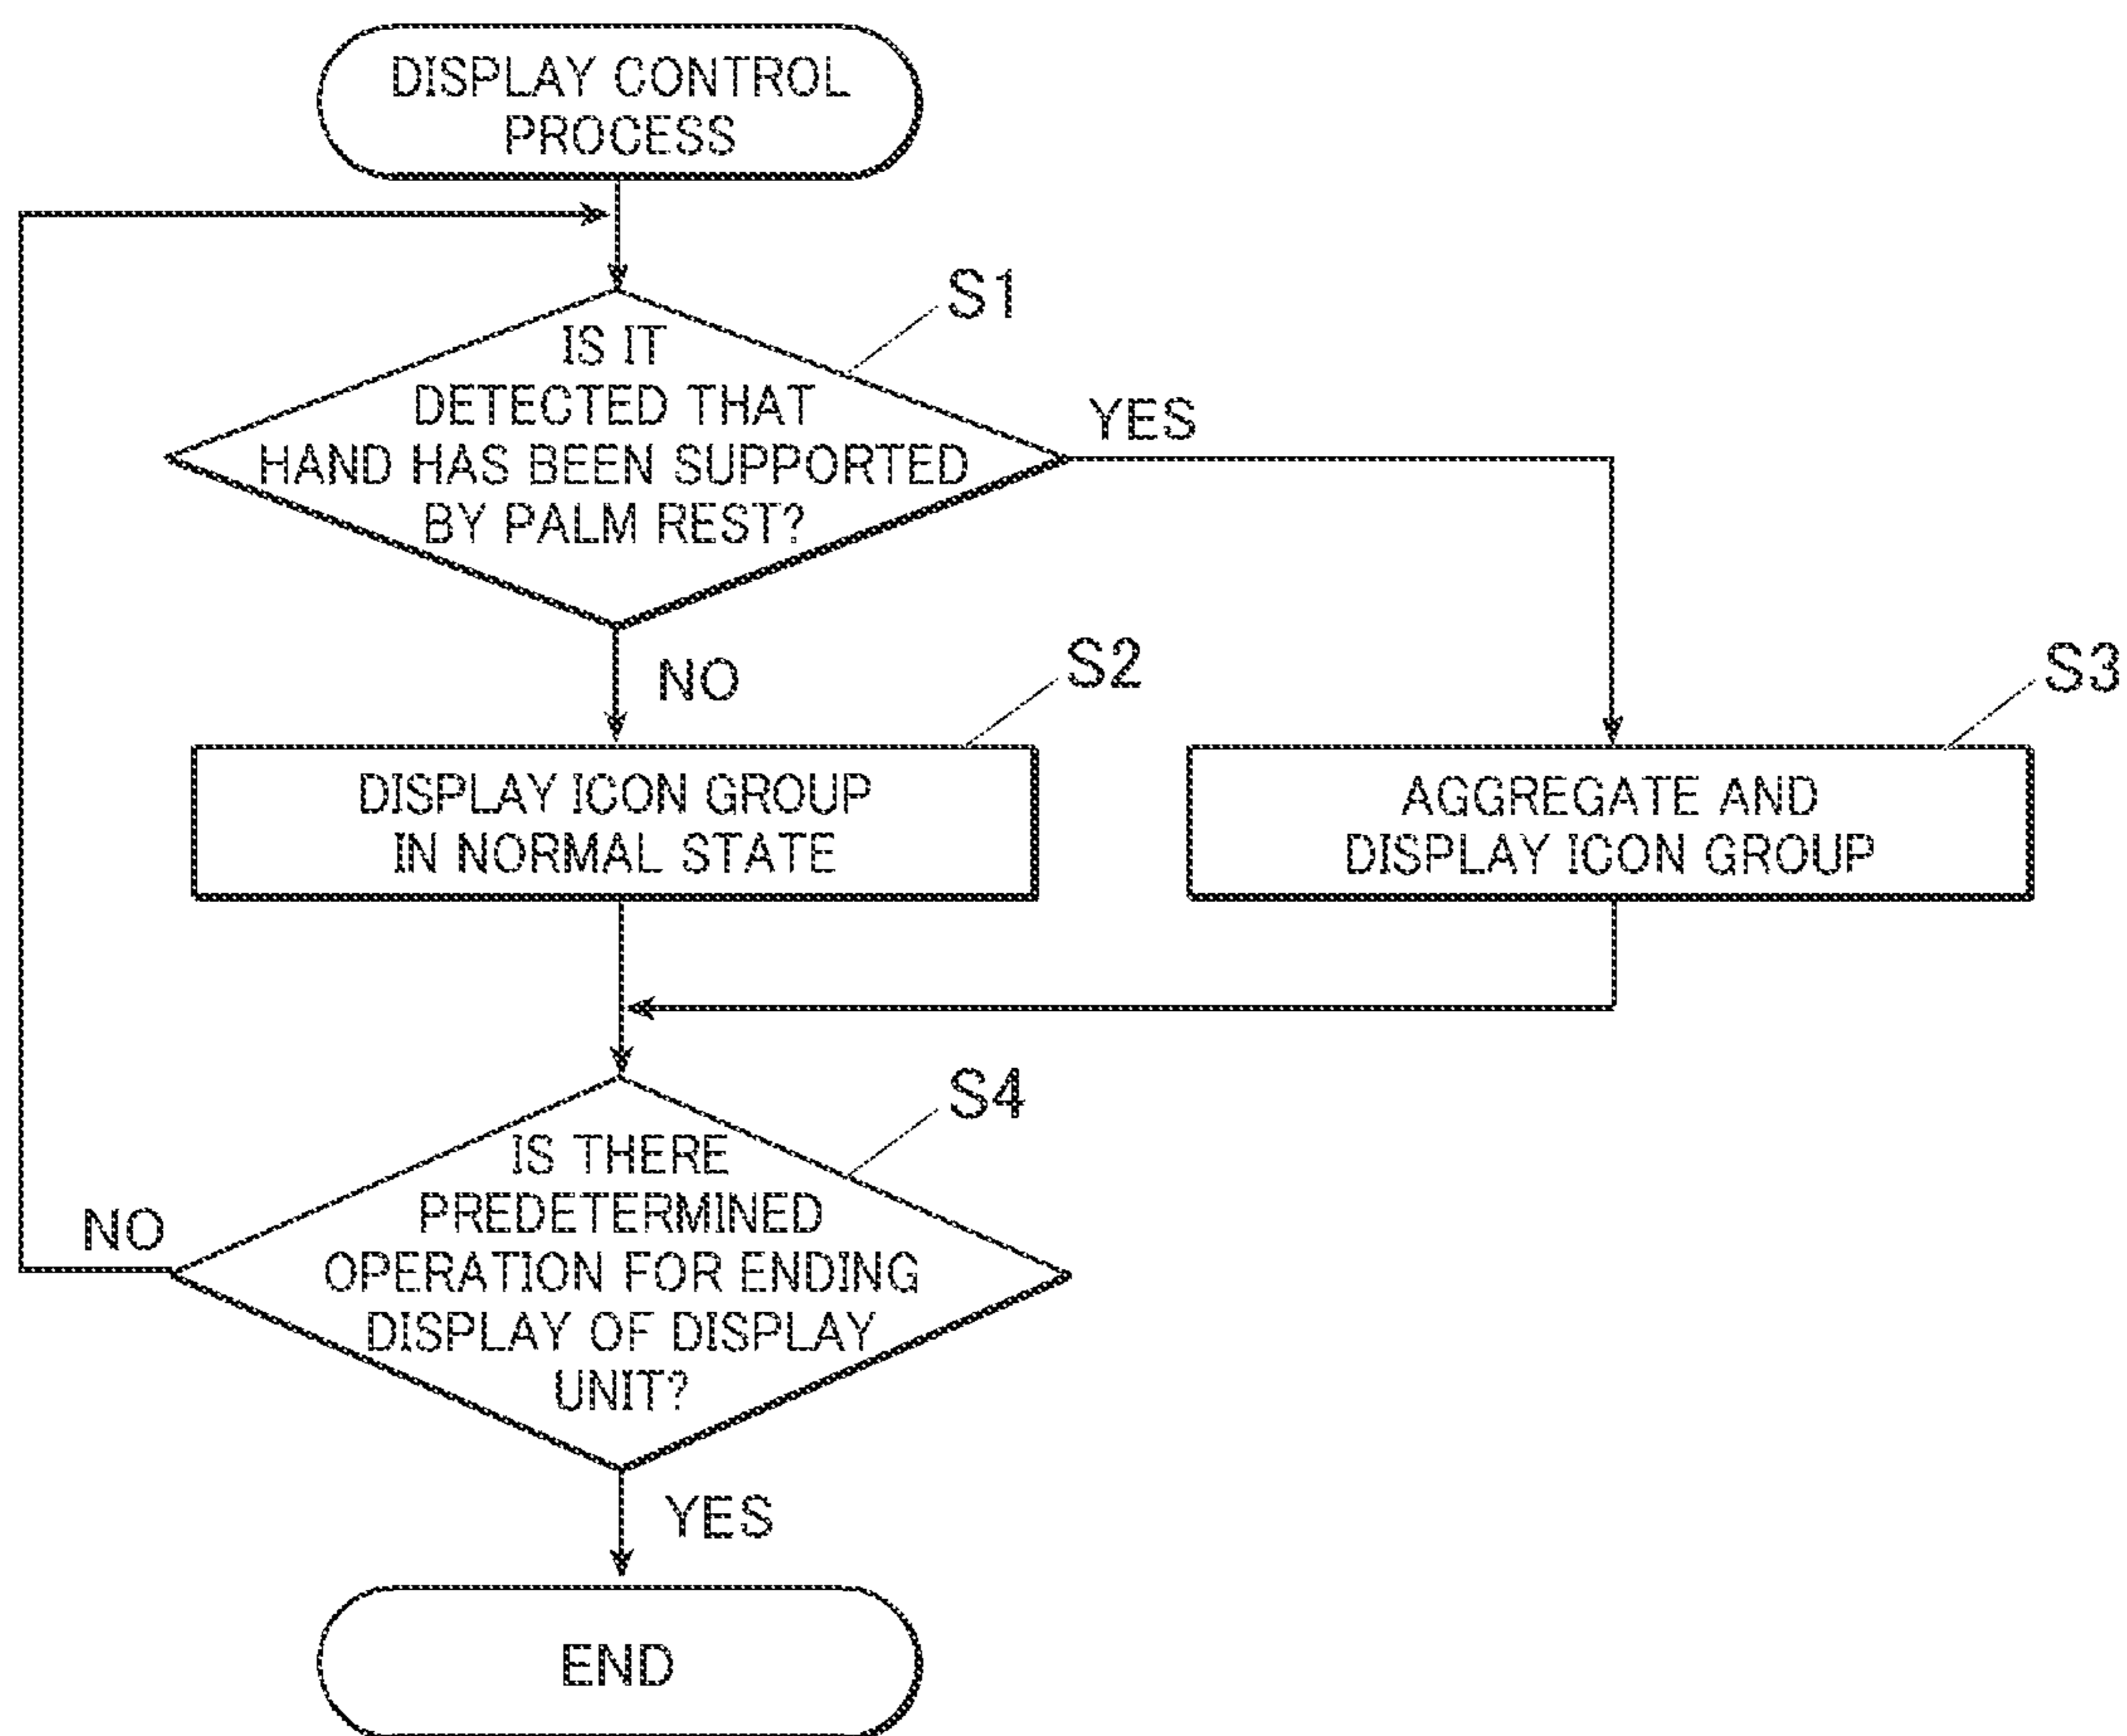 DISPLAY CONTROL
PROCESS
S1
IS IT
DETECTED THAT
HAND HAS BEEN SUPPORTED
BY PALM REST?
YES
NO
S2
S3
DISPLAY ICON GROUP
IN NORMAL STATE
AGGREGATE AND
DISPLAY ICON GROUP
S4
IS THERE
PREDETERMINED
OPERATION FOR ENDING
DISPLAY OF DISPLAY
UNIT?
NO
YES
END